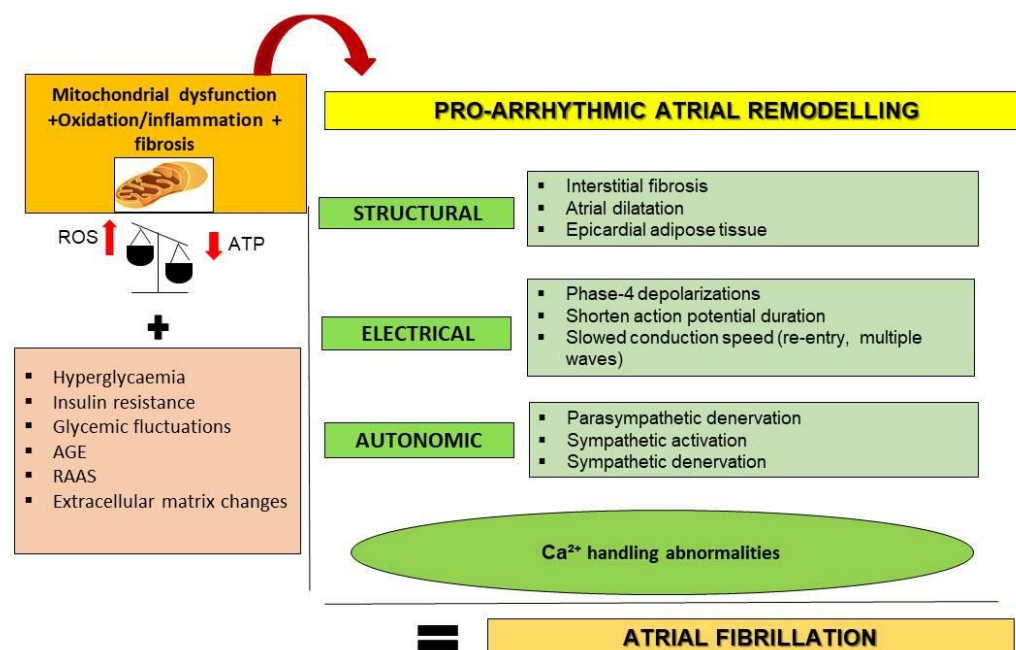 Mitochondrial dysfunction
+Oxidation/inflammation +
fibrosis
ROS
ATP
+
▪ Hyperglycaemia
▪ Insulin resistance
▪ Glycemic fluctuations
▪ AGE
▪ RAAS
▪ Extracellular matrix changes
PRO-ARRHYTHMIC ATRIAL REMODELLING
STRUCTURAL
▪ Interstitial fibrosis
▪ Atrial dilatation
▪ Epicardial adipose tissue
ELECTRICAL
▪ Phase-4 depolarizations
▪ Shorten action potential duration
▪ Slowed conduction speed (re-entry, multiple
waves)
AUTONOMIC
▪ Parasympathetic denervation
▪ Sympathetic activation
▪ Sympathetic denervation
Ca²⁺ handling abnormalities
=
ATRIAL FIBRILLATION